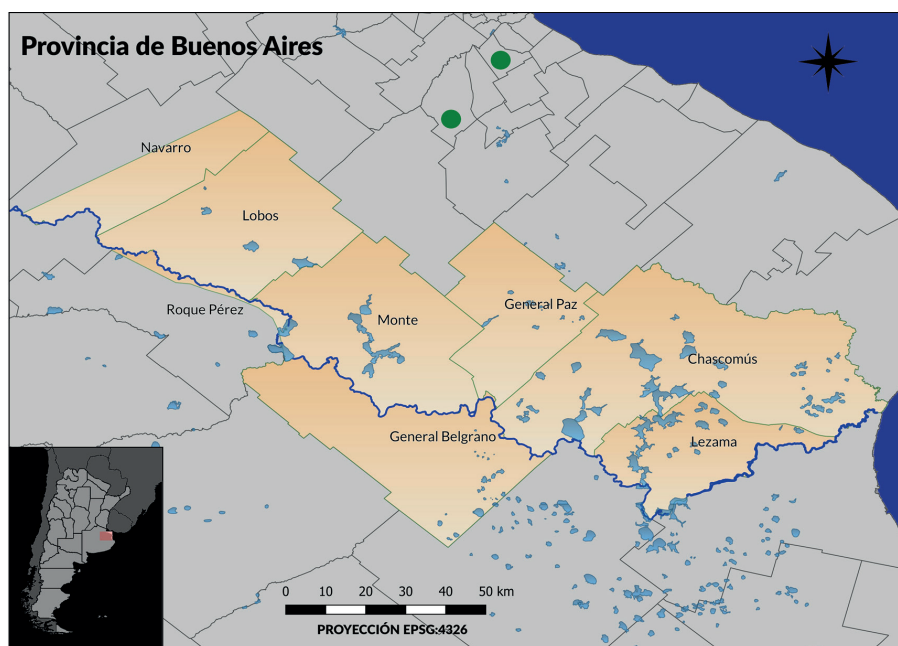 Provincia de Buenos Aires
Navarro
Lobos
Roque Pérez
Monte
General Paz
Chascomús
General Belgrano
Lezama
0 10 20 30 40 50 km
PROYECCIÓN EPSG:4326